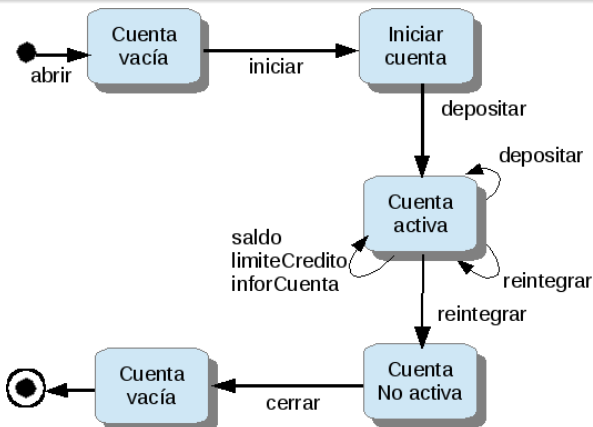 Cuenta
vacía
Iniciar
cuenta
abrir
iniciar
depositar
depositar
Cuenta
activa
saldo
limiteCredito
inforCuenta
reintegrar
reintegrar
Cuenta
vacía
Cuenta
No activa
cerrar